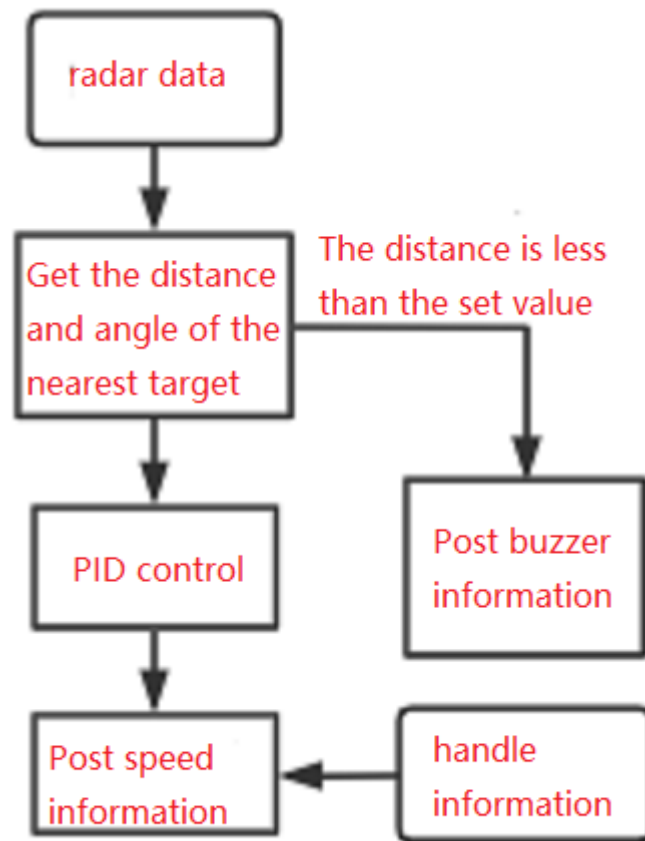 radar data
Get the distance
and angle of the
nearest target
The distance is less
than the set value
PID control
Post buzzer
information
Post speed
information
handle
information